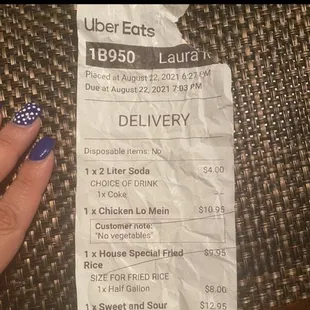 Uber Eats
1B950 Laura
Placed at August 22, 2021 6:27 PM
Due at August 22, 2021 7:03 PM
DELIVERY
Disposable items: No
1 x 2 Liter Soda $4.00
CHOICE OF DRINK
1x Coke
1 x Chicken Lo Mein $10.95
Customer note:
"No vegetables"
1 x House Special Fried $9.95
Rice
SIZE FOR FRIED RICE
1x Half Gallon $8.00
1 x Sweet and Sour $12.95